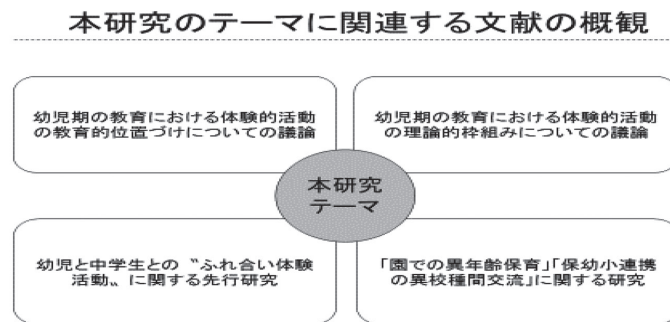 本研究のテーマに関連する文献の概観
幼児期の教育における体験的活動
の教育的位置づけについての議論
幼児期の教育における体験的活動
の理論的枠組みについての議論
本研究
テーマ
幼児と中学生との〝ふれ合い体験
活動〟に関する先行研究
「園での異年齢保育」「保幼小連携
の異校種間交流」に関する研究